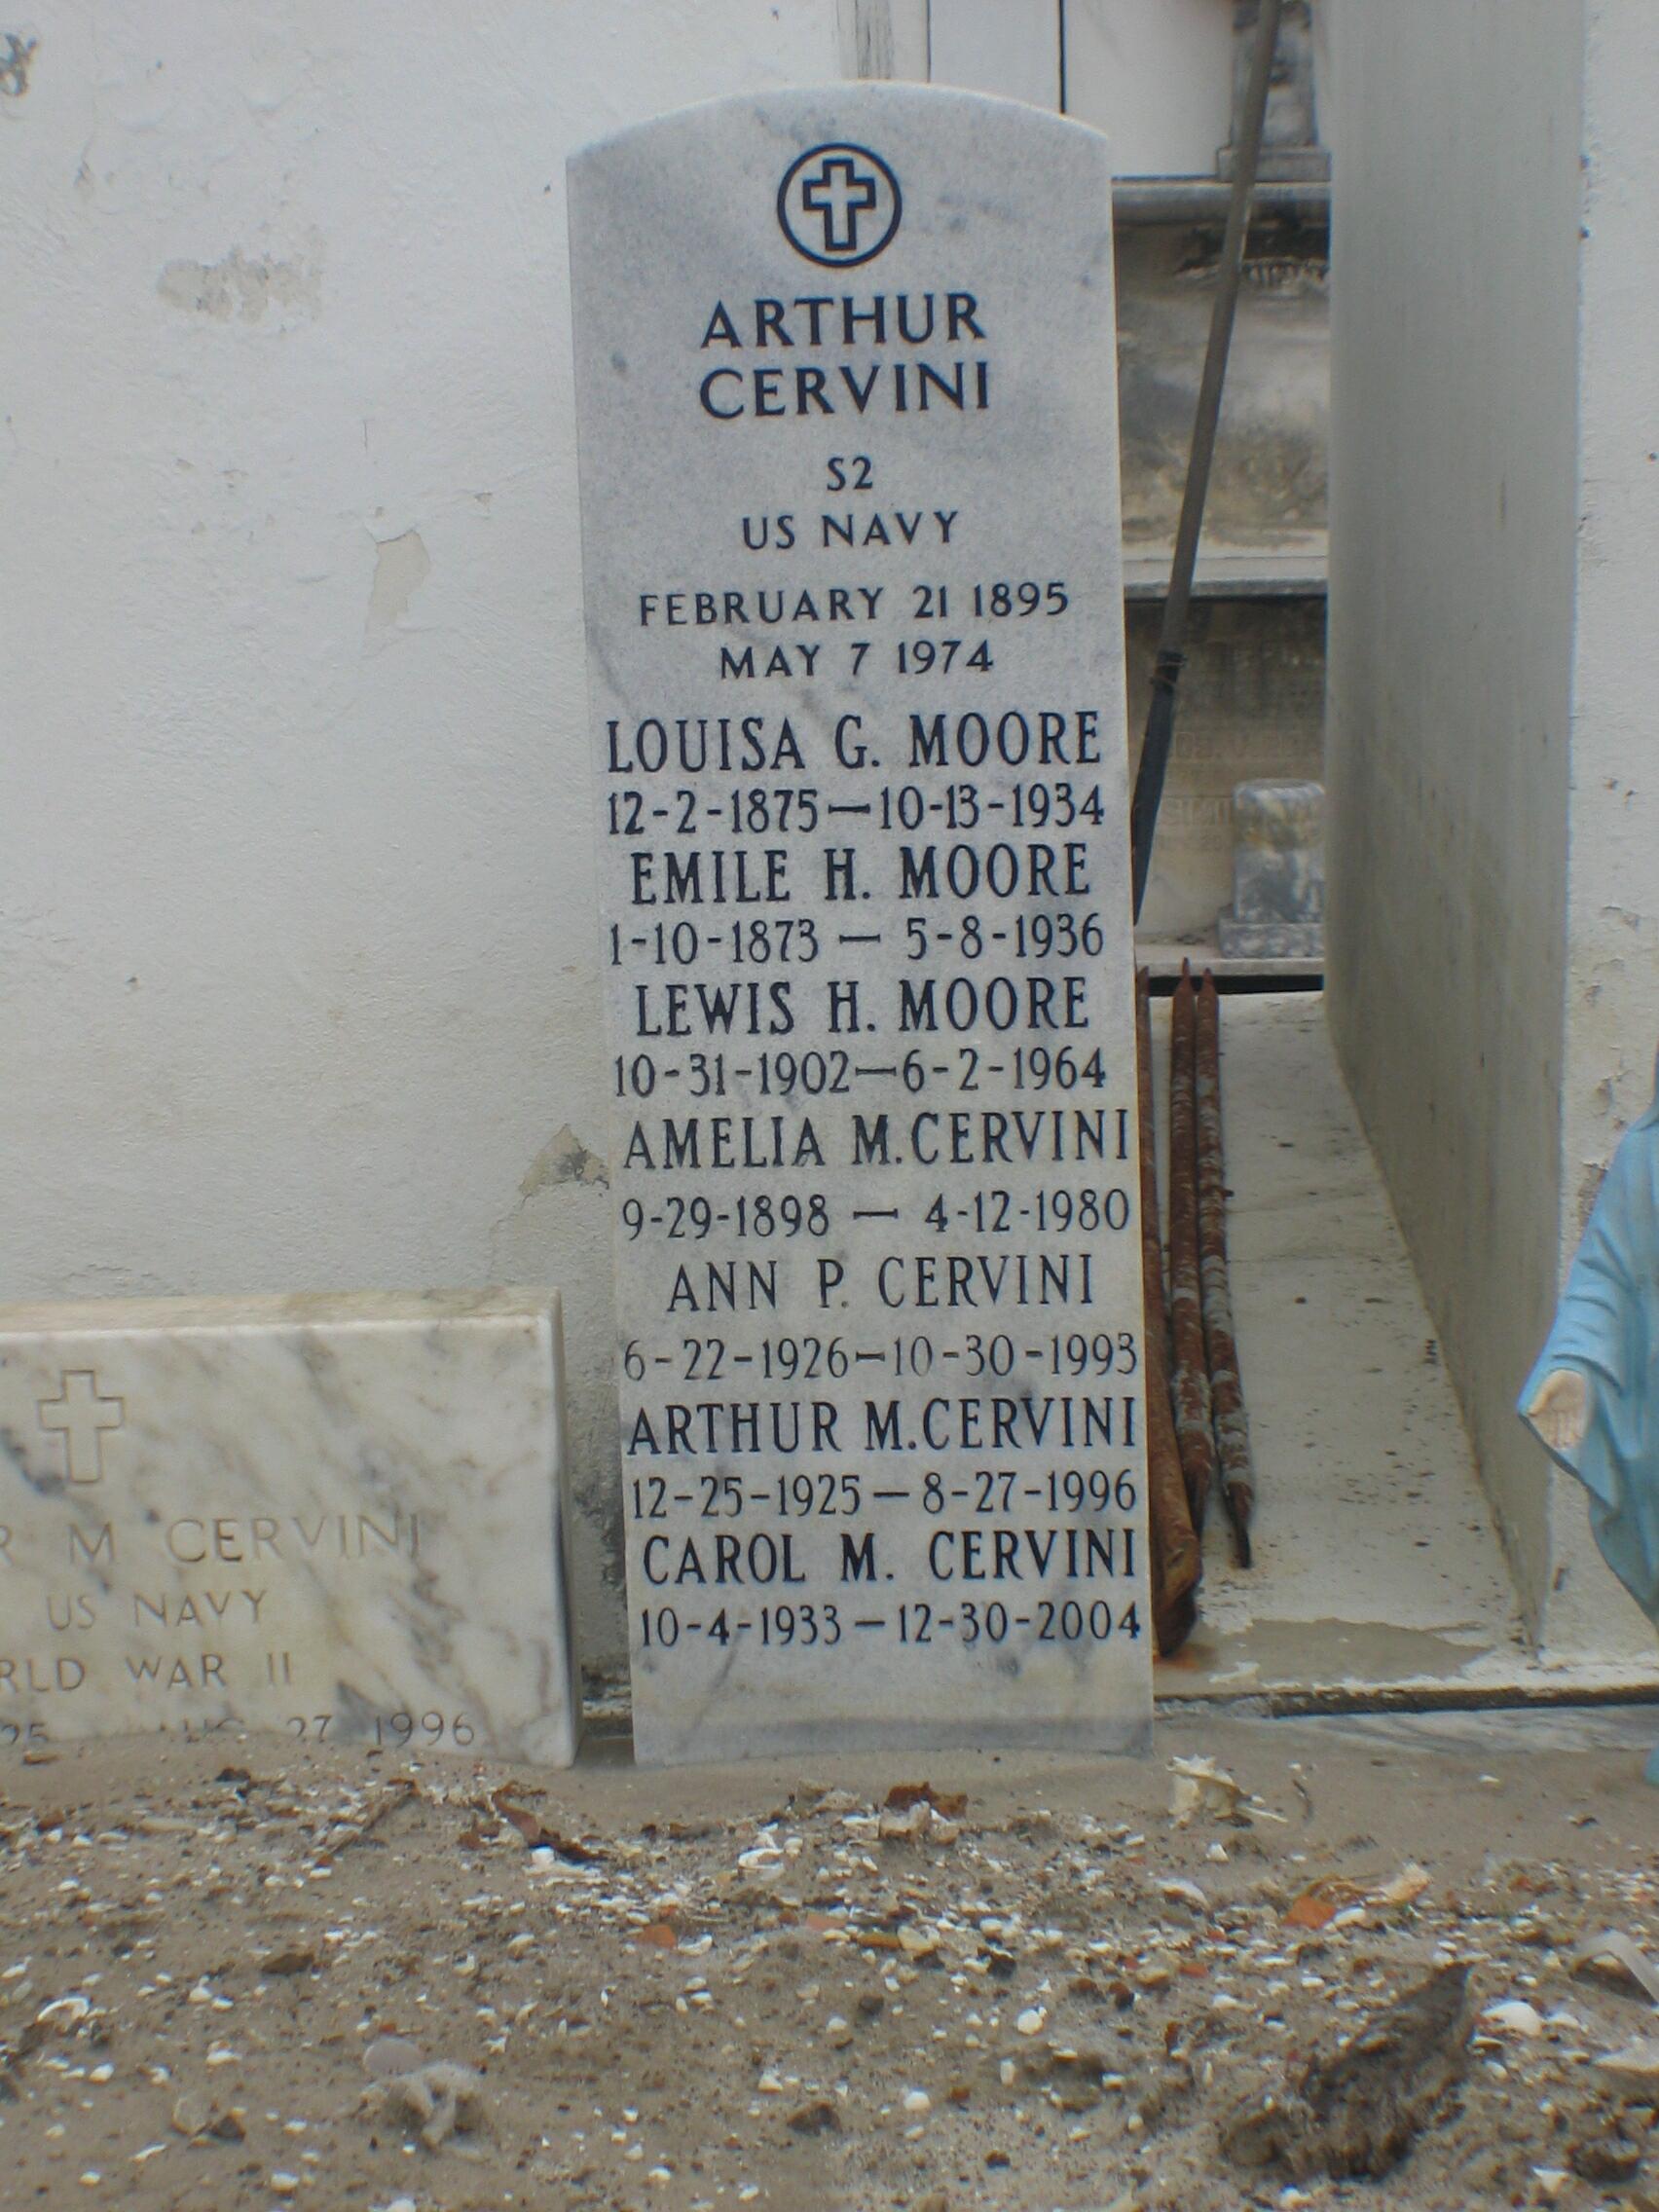 ARTHUR
CERVINI
S2
US NAVY
FEBRUARY 21 1895
MAY 7 1974
LOUISA G. MOORE
12-2-1875—10-13-1934
EMILE H. MOORE
1-10-1873 — 5-8-1936
LEWIS H. MOORE
10-31-1902—6-2-1964
AMELIA M. CERVINI
9-29-1898 — 4-12-1980
ANN P. CERVINI
6-22-1926—10-30-1993
ARTHUR M. CERVINI
12-25-1925—8-27-1996
CAROL M. CERVINI
10-4-1933—12-30-2004
R M CERVINI
US NAVY
RLD WAR II
25 AUG 27 1996